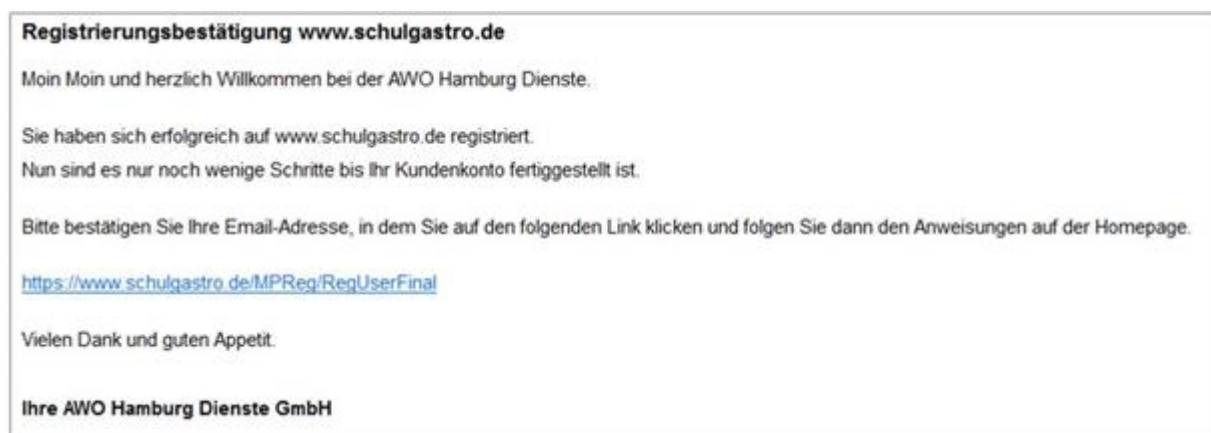 Registrierungsbestätigung www.schulgastro.de
Moin Moin und herzlich Willkommen bei der AWO Hamburg Dienste.
Sie haben sich erfolgreich auf www.schulgastro.de registriert.
Nun sind es nur noch wenige Schritte bis Ihr Kundenkonto fertiggestellt ist.
Bitte bestätigen Sie Ihre Email-Adresse, in dem Sie auf den folgenden Link klicken und folgen Sie dann den Anweisungen auf der Homepage.
https://www.schulgastro.de/MPReg/RegUserFinal
Vielen Dank und guten Appetit.
Ihre AWO Hamburg Dienste GmbH